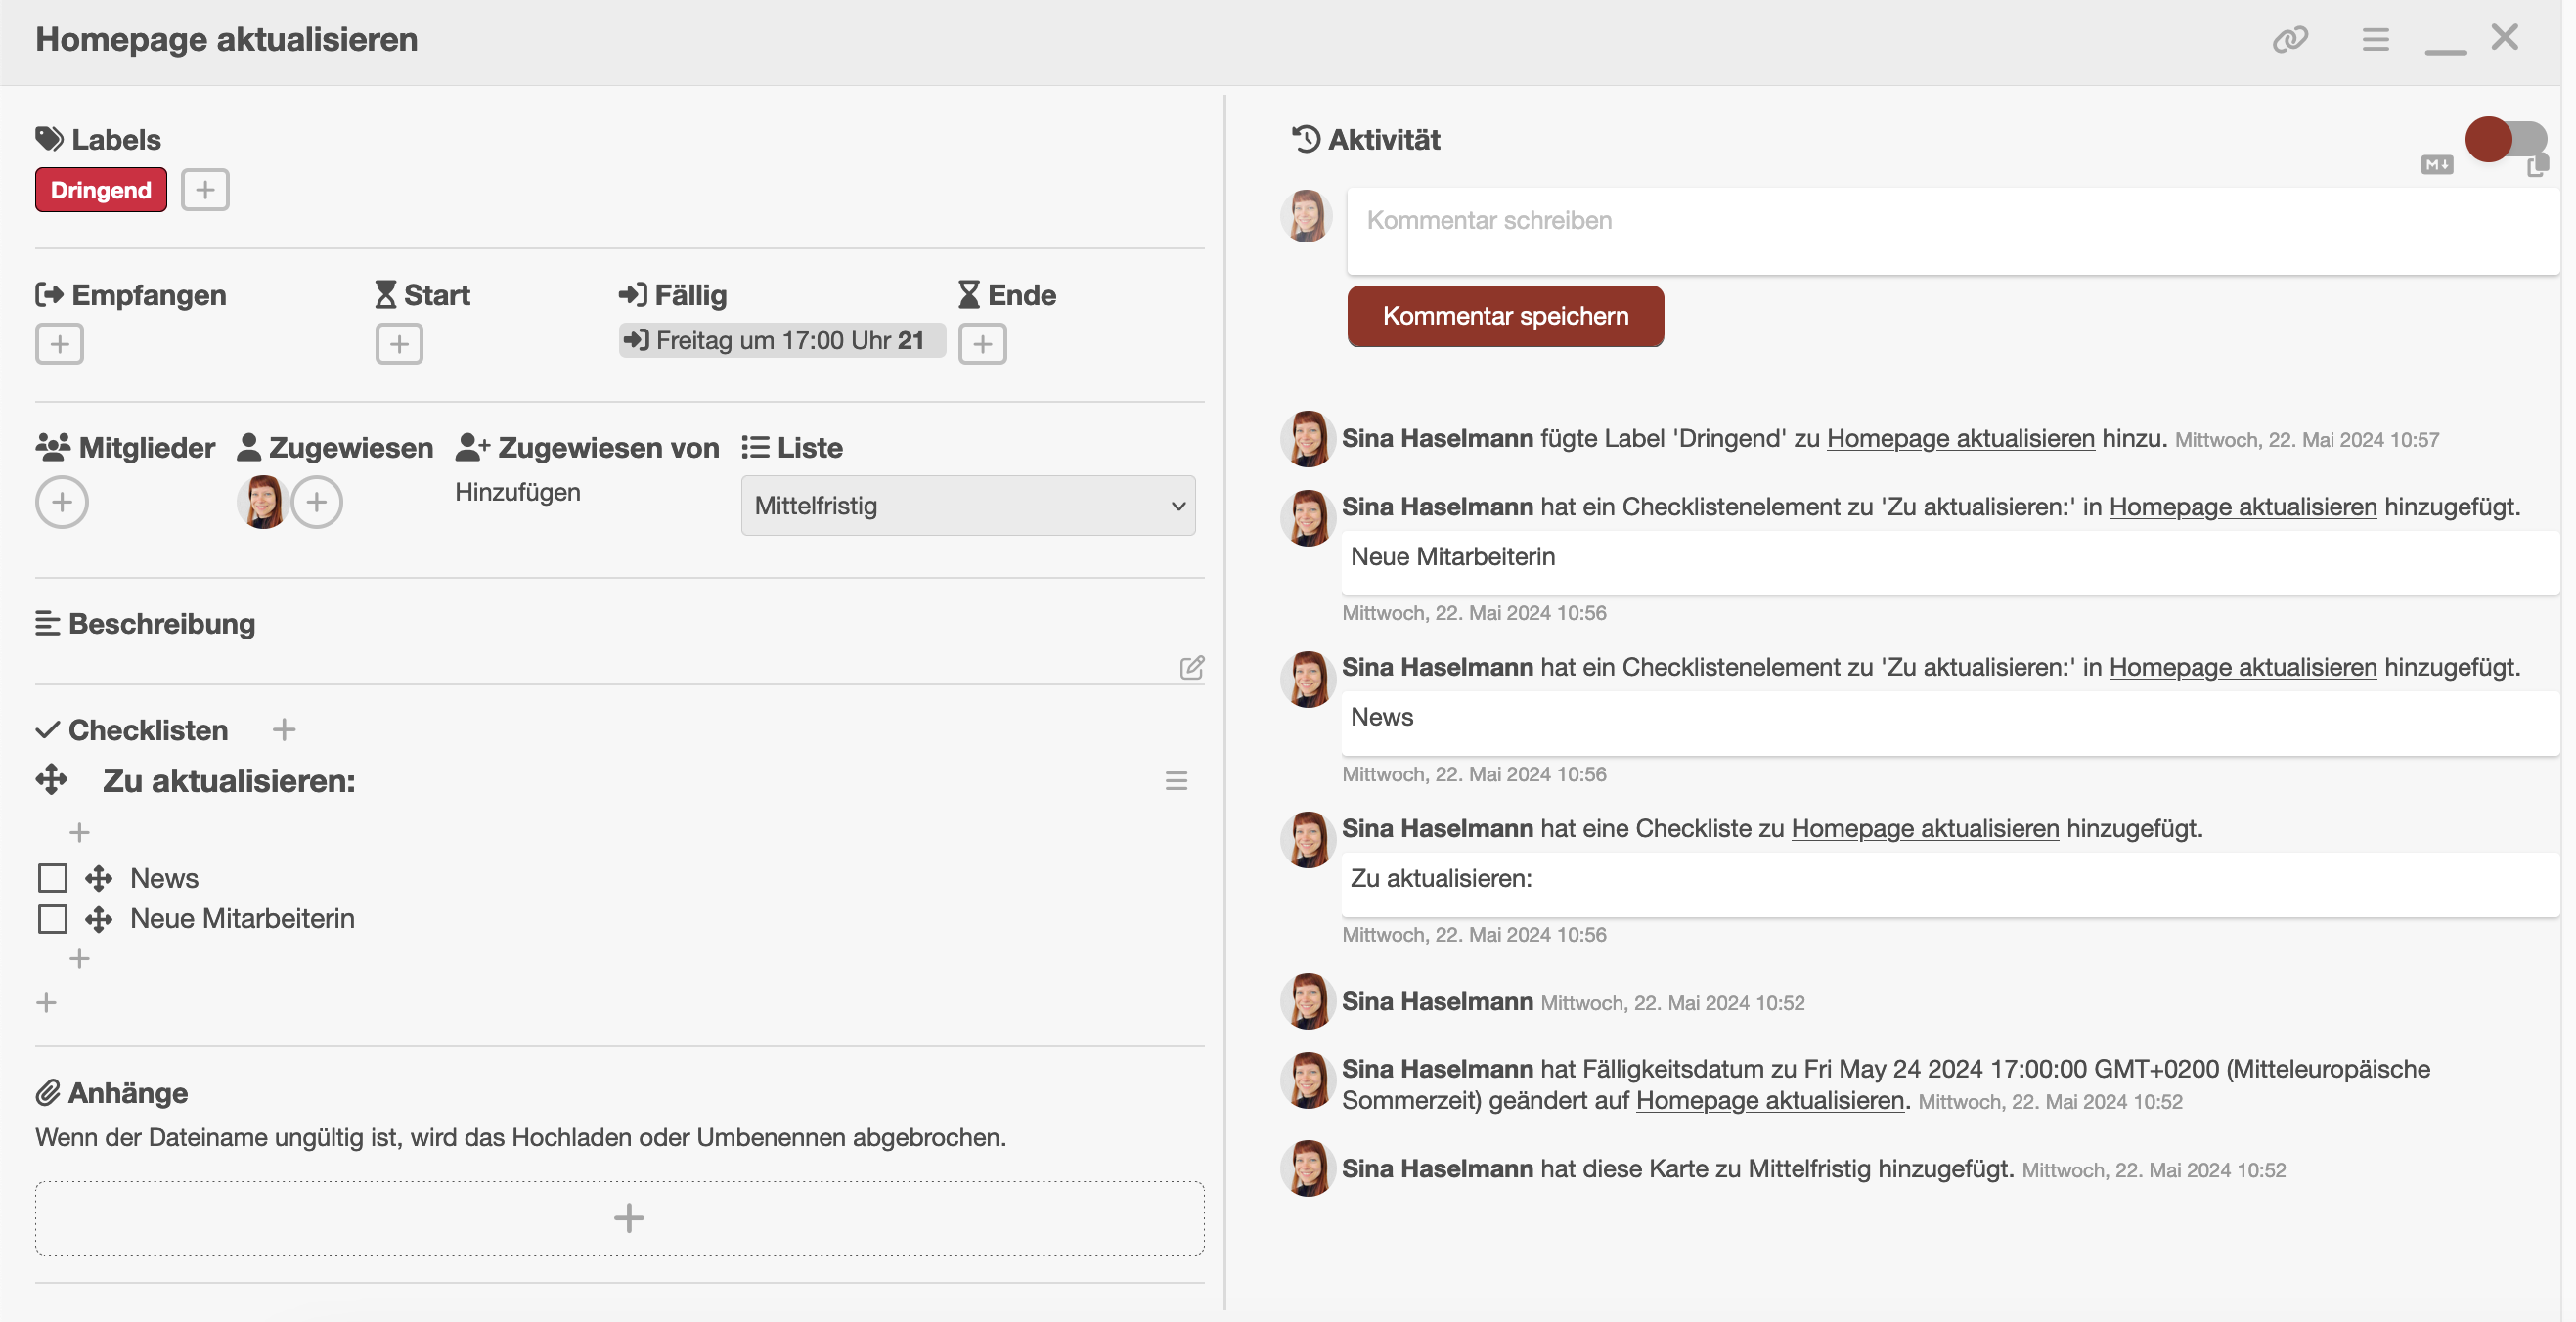 Homepage aktualisieren
Labels
Dringend
Empfangen
Start
Fällig
Ende
Freitag um 17:00 Uhr 21
Mitglieder
Zugewiesen
Zugewiesen von
Liste
Hinzufügen
Mittelfristig
Beschreibung
Checklisten
Zu aktualisieren:
News
Neue Mitarbeiterin
Anhänge
Wenn der Dateiname ungültig ist, wird das Hochladen oder Umbenennen abgebrochen.
Aktivität
M
Kommentar schreiben
Kommentar speichern
Sina Haselmann fügte Label 'Dringend' zu Homepage aktualisieren hinzu. Mittwoch, 22. Mai 2024 10:57
Sina Haselmann hat ein Checklistenelement zu 'Zu aktualisieren:' in Homepage aktualisieren hinzugefügt.
Neue Mitarbeiterin
Mittwoch, 22. Mai 2024 10:56
Sina Haselmann hat ein Checklistenelement zu 'Zu aktualisieren:' in Homepage aktualisieren hinzugefügt.
News
Mittwoch, 22. Mai 2024 10:56
Sina Haselmann hat eine Checkliste zu Homepage aktualisieren hinzugefügt.
Zu aktualisieren:
Mittwoch, 22. Mai 2024 10:56
Sina Haselmann Mittwoch, 22. Mai 2024 10:52
Sina Haselmann hat Fälligkeitsdatum zu Fri May 24 2024 17:00:00 GMT+0200 (Mitteleuropäische
Sommerzeit) geändert auf Homepage aktualisieren. Mittwoch, 22. Mai 2024 10:52
Sina Haselmann hat diese Karte zu Mittelfristig hinzugefügt. Mittwoch, 22. Mai 2024 10:52